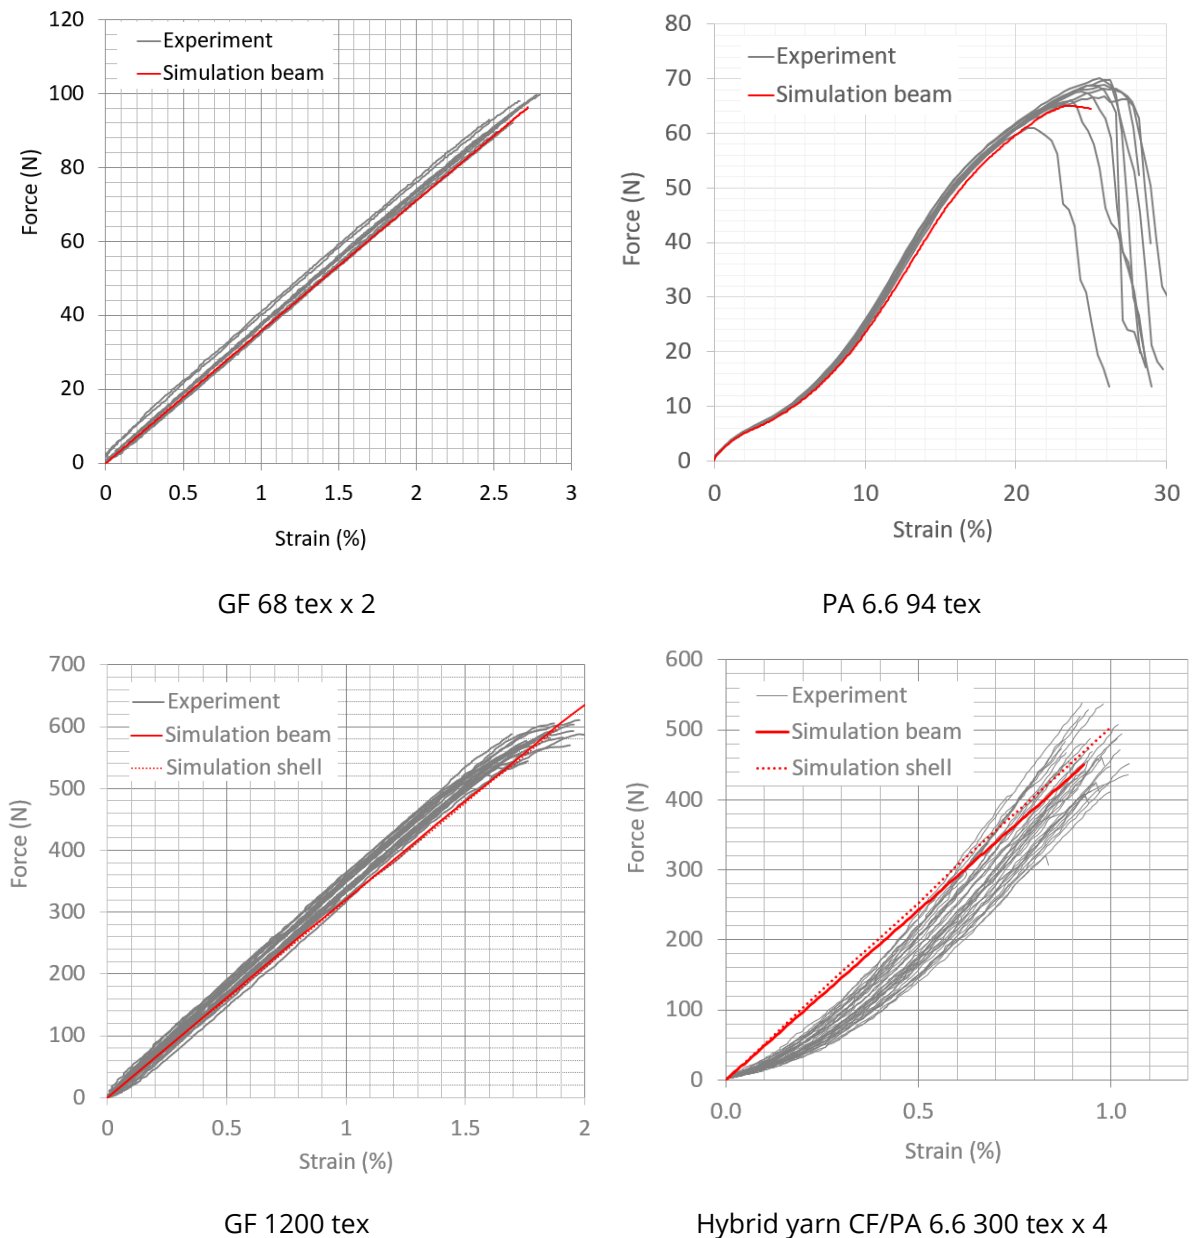 120
100
80
60
40
20
0
Force (N)
Experiment
Simulation beam
0 0.5 1 1.5 2 2.5 3
Strain (%)
GF 68 tex x 2
80
70
60
50
40
30
20
10
0
Force (N)
Experiment
Simulation beam
0 10 20 30
Strain (%)
PA 6.6 94 tex
700
600
500
400
300
200
100
0
Force (N)
Experiment
Simulation beam
Simulation shell
0 0.5 1 1.5 2
Strain (%)
GF 1200 tex
600
500
400
300
200
100
0
Force (N)
Experiment
Simulation beam
Simulation shell
0.0 0.5 1.0
Strain (%)
Hybrid yarn CF/PA 6.6 300 tex x 4